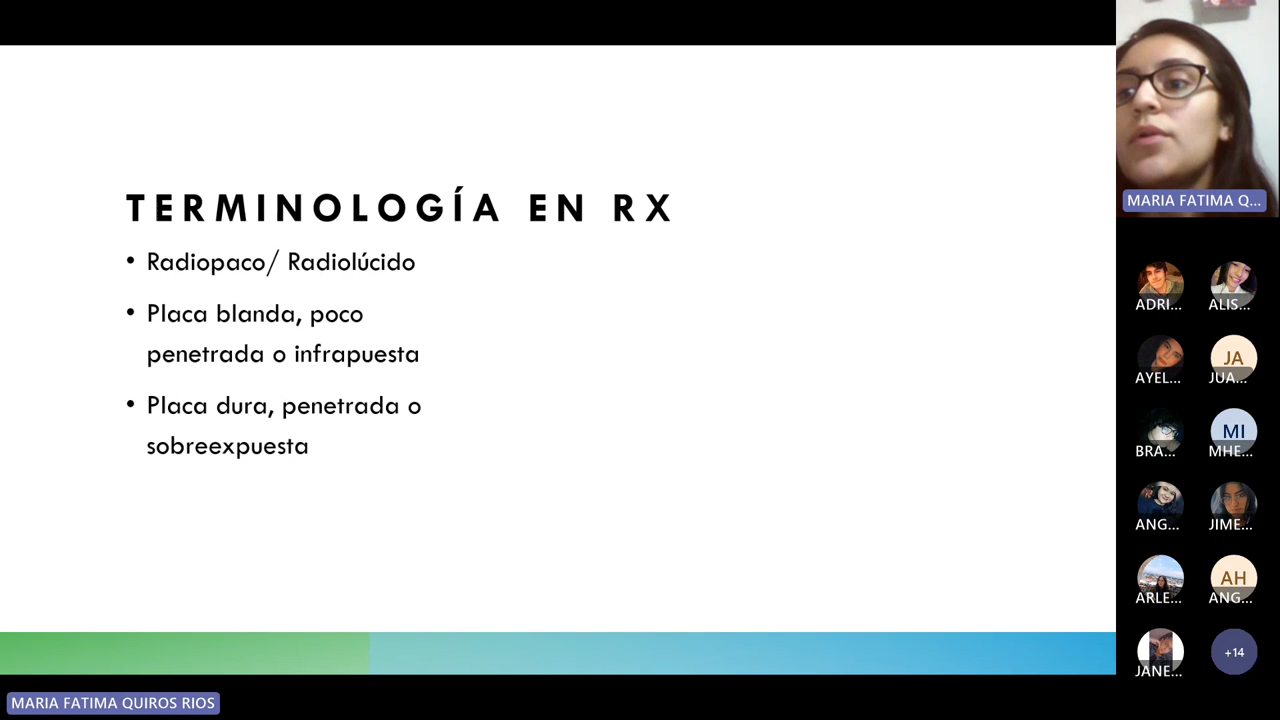 TERMINOLOGÍA EN RX
• Radiopaco/ Radiolúcido
• Placa blanda, poco
penetrada o infrapuesta
• Placa dura, penetrada o
sobreexpuesta
MARIA FATIMA Q...
ADRI...
ALIS...
AYEL...
JA
JUA...
BRA...
MI
MHE...
ANG...
JIME...
ARLE...
AH
ANG...
JANE...
+14
MARIA FATIMA QUIROS RIOS